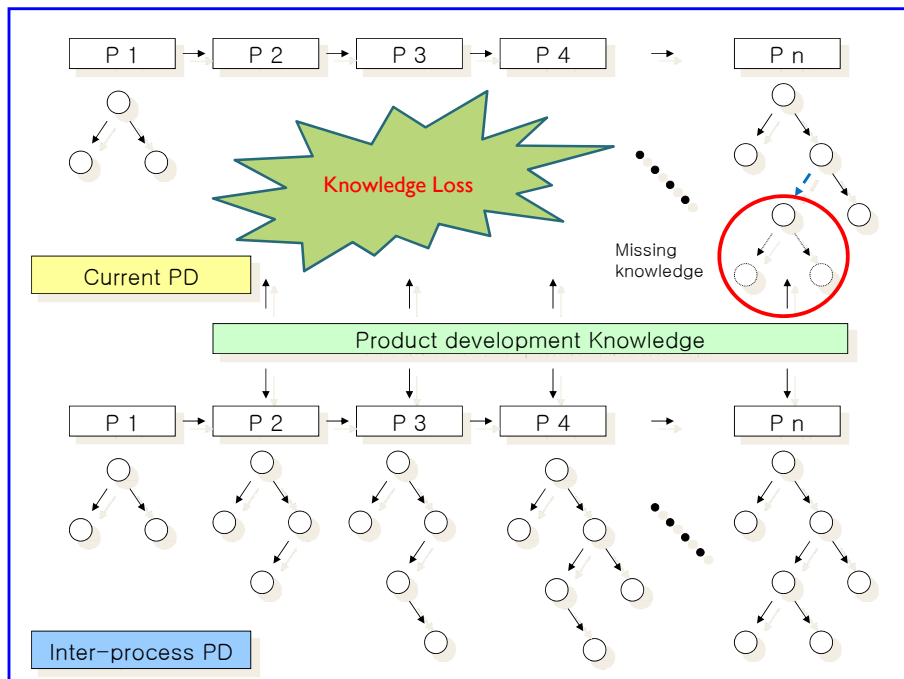 P 1
P 2
P 3
P 4
P n
Knowledge Loss
Missing
knowledge
Current PD
Product development Knowledge
P 1
P 2
P 3
P 4
P n
Inter-process PD